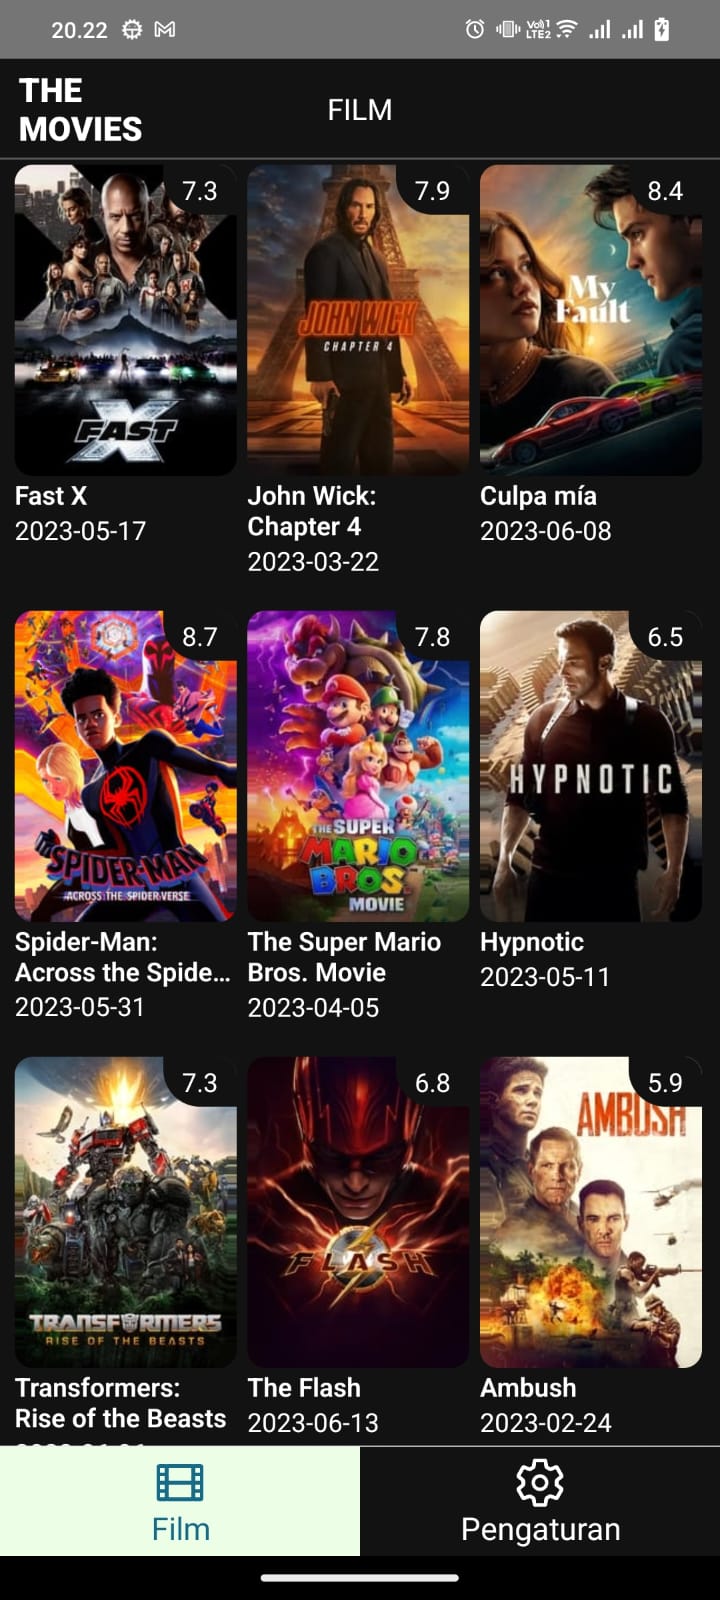 20.22
Vo)) 1
LTE2
THE
MOVIES
FILM
7.3
7.9
8.4
FAST
JOHN WICK
CHAPTER 4
My
Fault
Fast X
2023-05-17
John Wick:
Chapter 4
2023-03-22
Culpa mía
2023-06-08
8.7
7.8
6.5
SPIDER-MAN
ACROSS THE SPIDER-VERSE
THE SUPER
MARIO
BROS.
MOVIE
HYPNOTIC
Spider-Man:
Across the Spide...
2023-05-31
The Super Mario
Bros. Movie
2023-04-05
Hypnotic
2023-05-11
7.3
6.8
5.9
TRANSFORMERS
RISE OF THE BEASTS
FLASH
AMBUSH
Transformers:
Rise of the Beasts
The Flash
2023-06-13
Ambush
2023-02-24
Film
Pengaturan